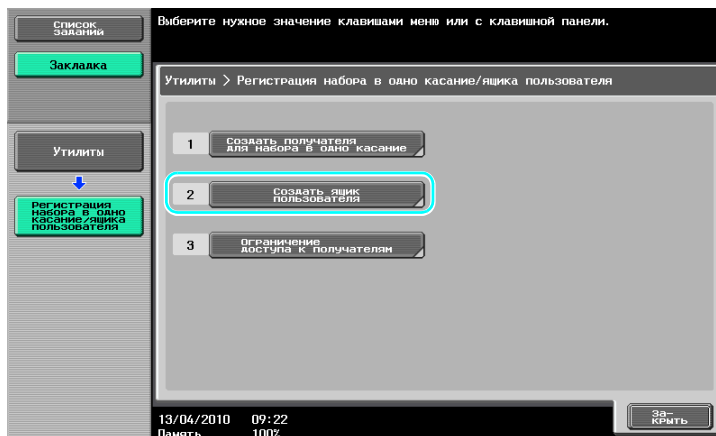 Список
заданий
Выберите нужное значение клавишами меню или с клавишной панели.
Закладка
Утилиты > Регистрация набора в одно касание/ящика пользователя
1 Создать получателя
для набора в одно касание
Утилиты
2 Создать ящик
пользователя
Регистрация
набора в одно
касание/ящика
пользователя
3 Ограничение
доступа к получателям
За-
крыть
13/04/2010 09:22
Память 100%